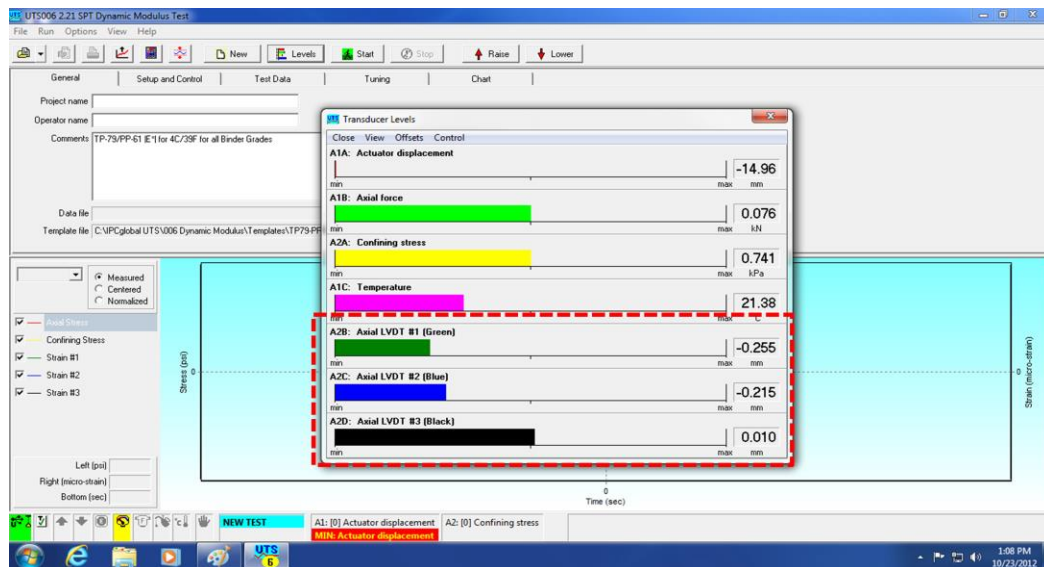 UTS006 2.21 SPT Dynamic Modulus Test
File Run Options View Help
New Levels Start Stop Raise Lower
General Setup and Control Test Data Tuning Chart
Project name
Operator name
Comments TP-79/PP-61 |E*| for 4C/39F for all Binder Grades
Data file
Template file C:\IPCglobal UTS\006 Dynamic Modulus\Templates\TP79-PP
Transducer Levels
Close View Offsets Control
A1A: Actuator displacement
-14.96
min max mm
A1B: Axial force
0.076
min max kN
A2A: Confining stress
0.741
min max kPa
A1C: Temperature
21.38
min max C
A2B: Axial LVDT #1 (Green)
-0.255
min max mm
A2C: Axial LVDT #2 (Blue)
-0.215
min max mm
A2D: Axial LVDT #3 (Black)
0.010
min max mm
Measured
Centered
Normalized
Axial Stress
Confining Stress
Strain #1
Strain #2
Strain #3
Left (psi)
Right (micro-strain)
Bottom (sec)
Stress (psi)
0
0
Strain (micro-strain)
0
Time (sec)
NEW TEST
A1: [0] Actuator displacement A2: [0] Confining stress
MIN: Actuator displacement
UTS
6
1:08 PM
10/23/2012